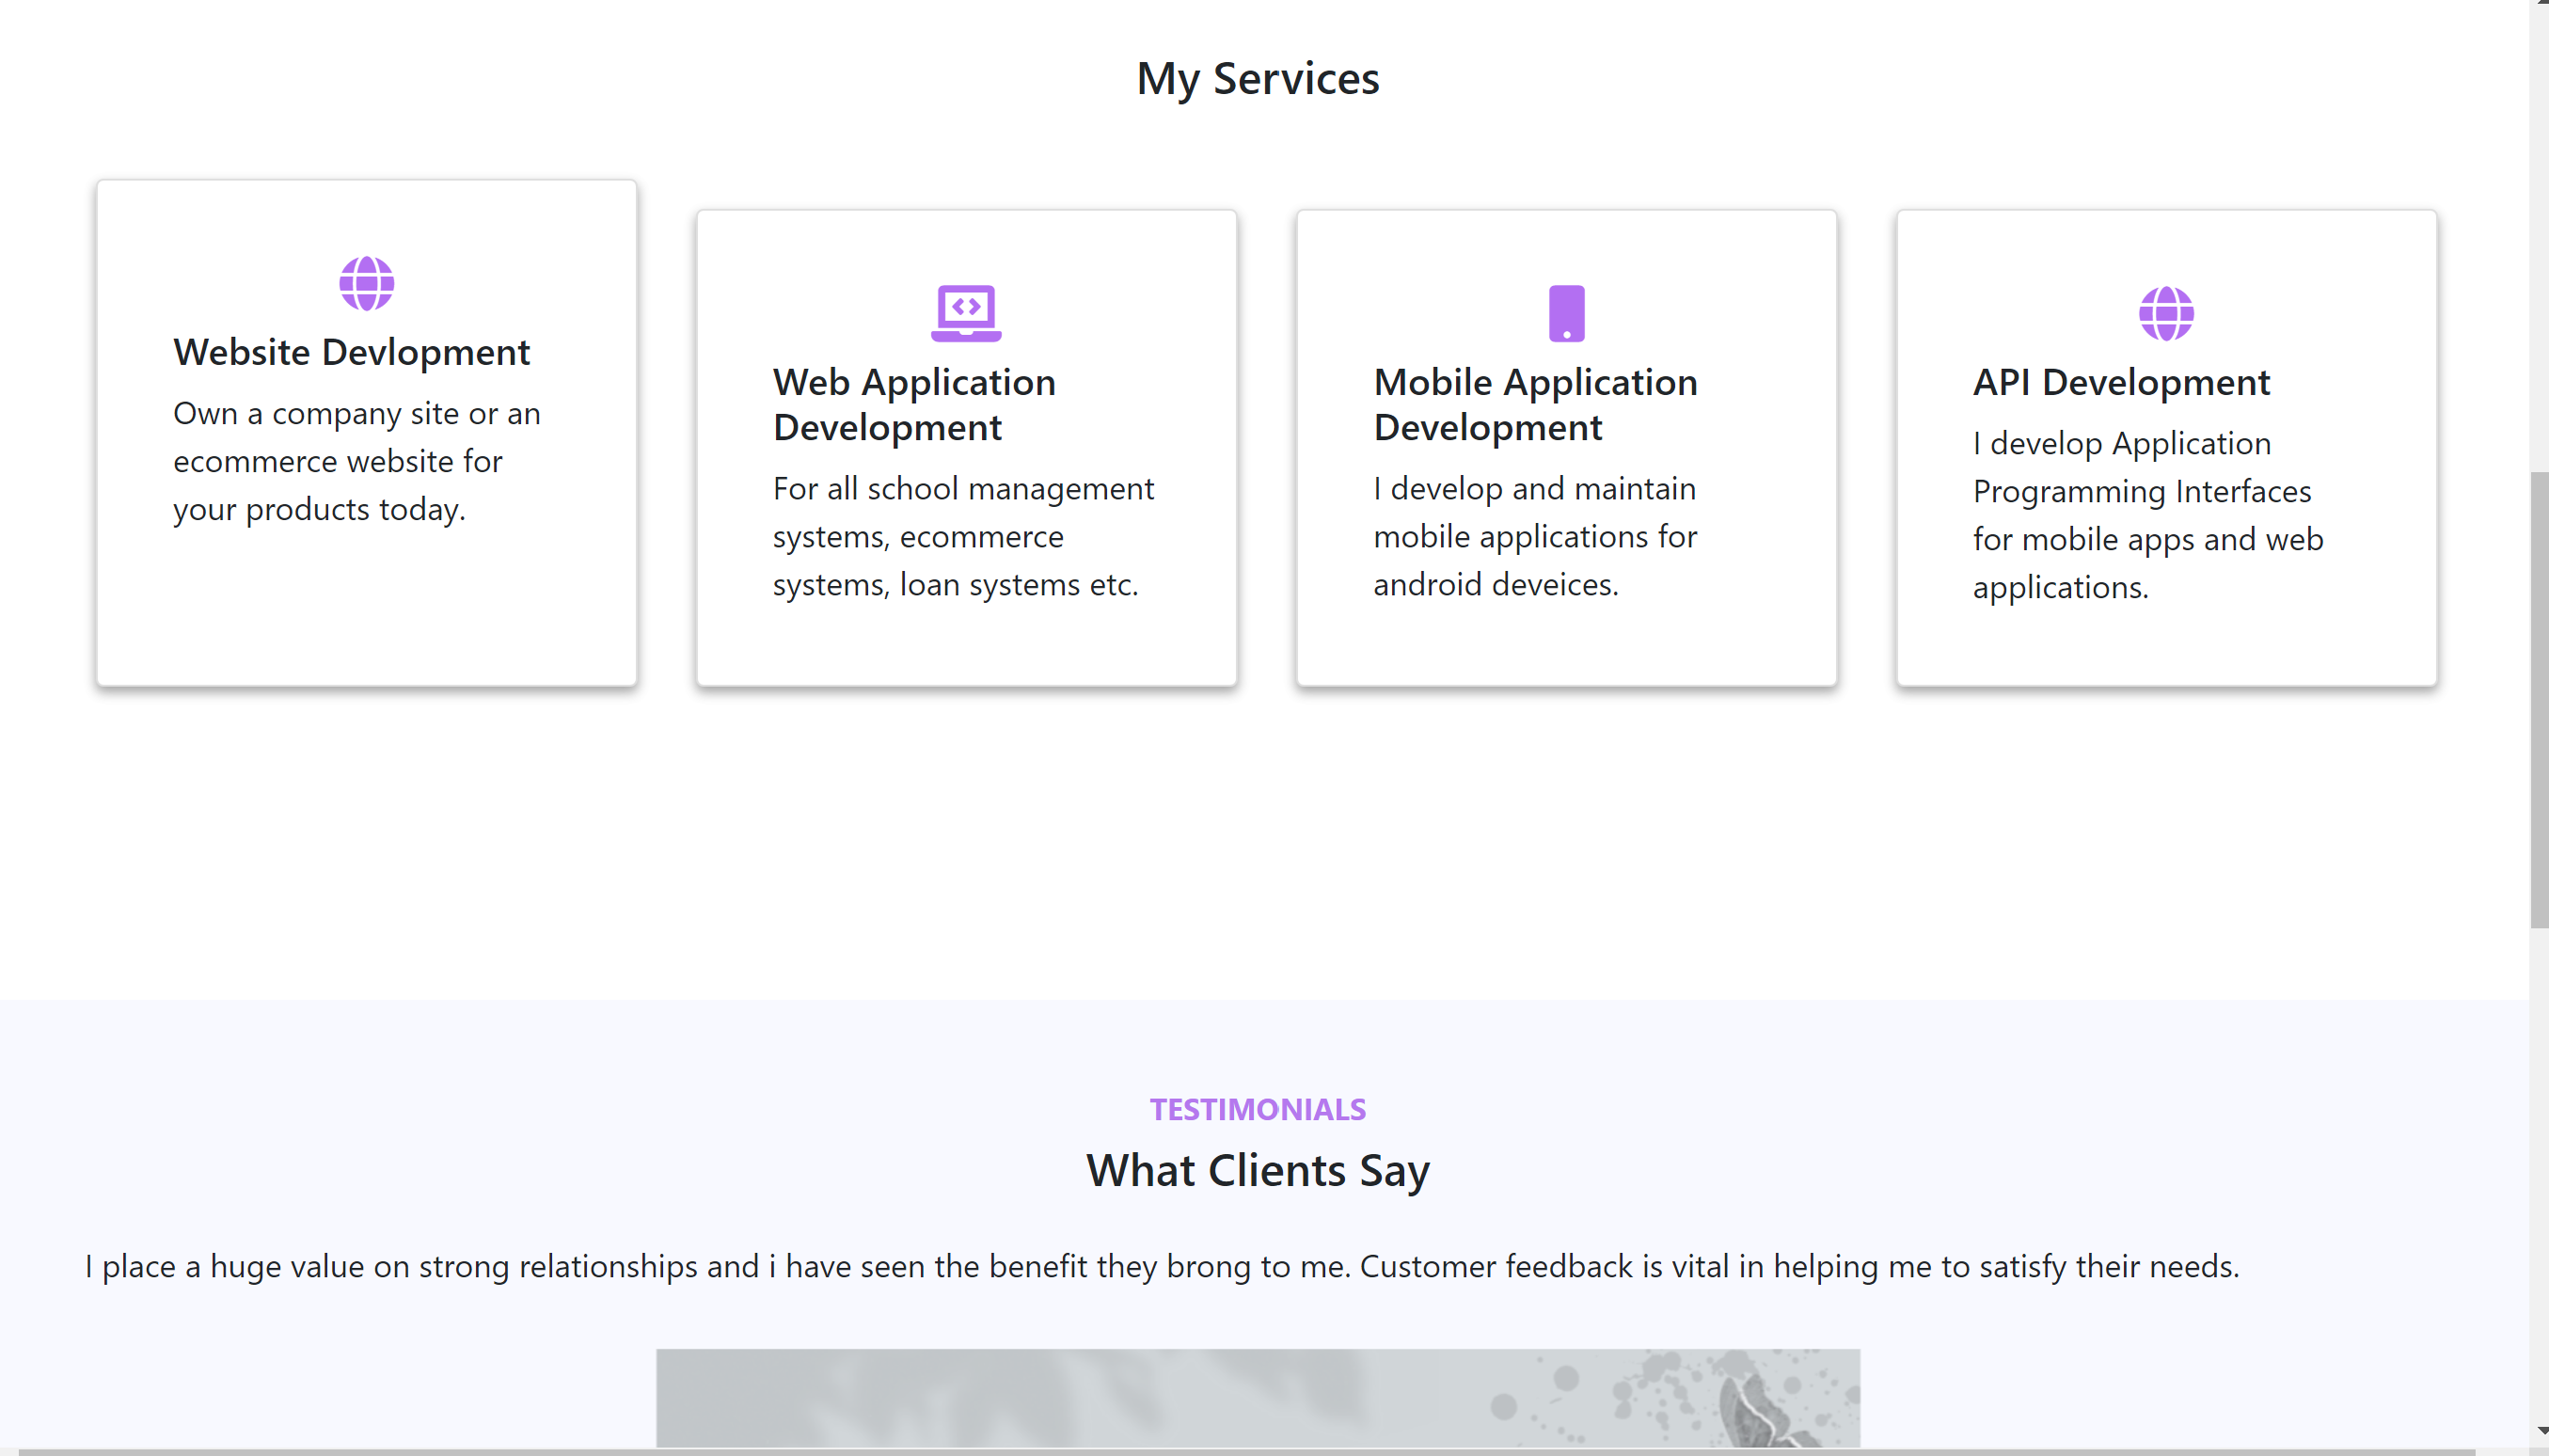 My Services
Website Devlopment
Own a company site or an
ecommerce website for
your products today.
Web Application
Development
For all school management
systems, ecommerce
systems, loan systems etc.
Mobile Application
Development
I develop and maintain
mobile applications for
android deveices.
API Development
I develop Application
Programming Interfaces
for mobile apps and web
applications.
TESTIMONIALS
What Clients Say
I place a huge value on strong relationships and i have seen the benefit they brong to me. Customer feedback is vital in helping me to satisfy their needs.